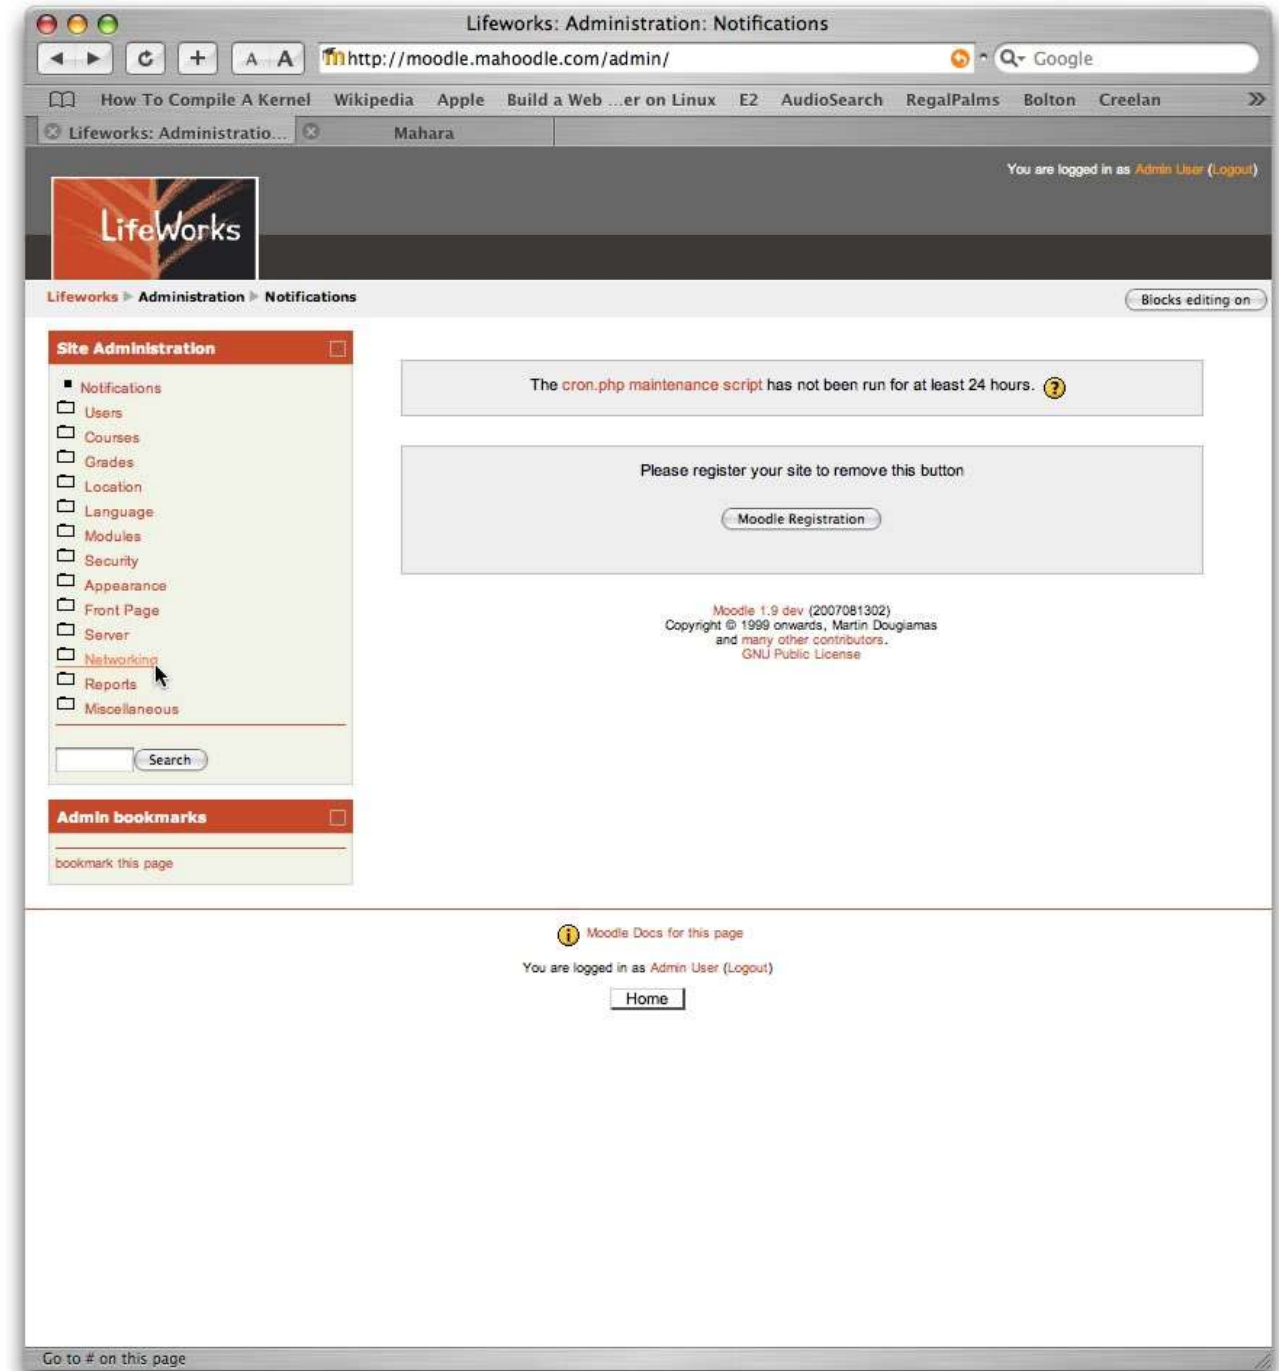 Lifeworks: Administration: Notifications
A A http://moodle.mahoodle.com/admin/ Q Google
How To Compile A Kernel Wikipedia Apple Build a Web ...er on Linux E2 AudioSearch RegalPalms Bolton Creelan
Lifeworks: Administratio... Mahara
You are logged in as Admin User (Logout)
LifeWorks
Lifeworks Administration Notifications Blocks editing on
Site Administration
Notifications
Users
Courses
Grades
Location
Language
Modules
Security
Appearance
Front Page
Server
Networking
Reports
Miscellaneous
Search
Admin bookmarks
bookmark this page
The cron.php maintenance script has not been run for at least 24 hours. ?
Please register your site to remove this button
Moodle Registration
Moodle 1.9 dev (2007081302)
Copyright © 1999 onwards, Martin Dougiamas
and many other contributors.
GNU Public License
i Moodle Docs for this page
You are logged in as Admin User (Logout)
Home
Go to # on this page